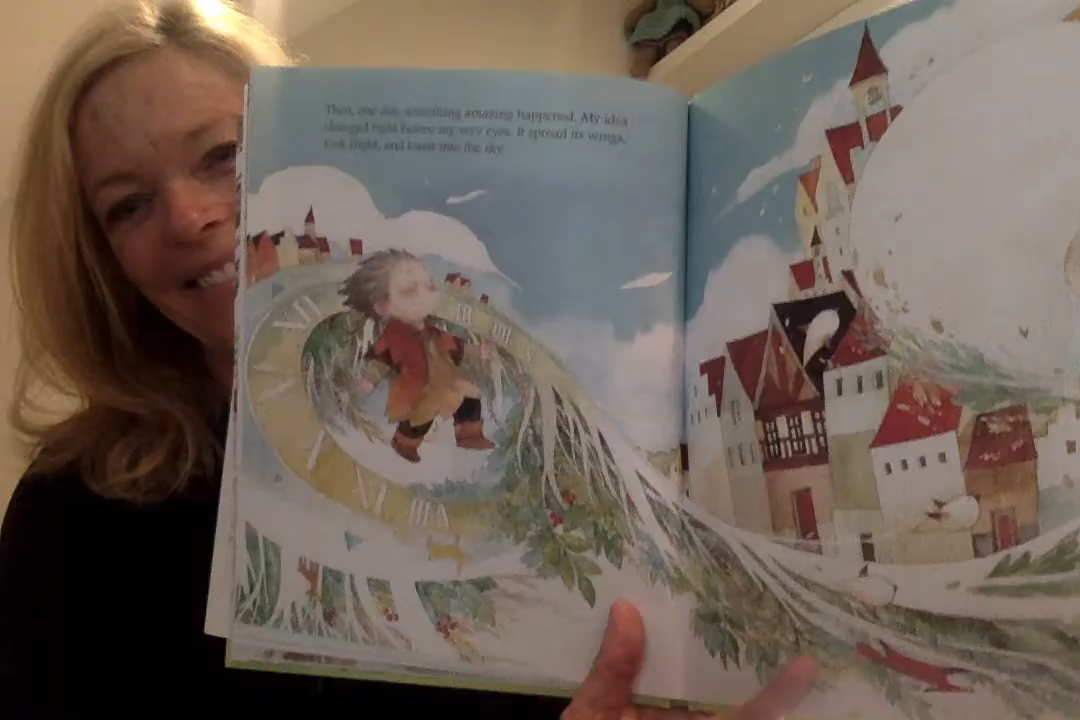 Then, one day, something amazing happened. My idea
changed right before my very eyes. It spread its wings,
took flight, and burst into the sky.
XII